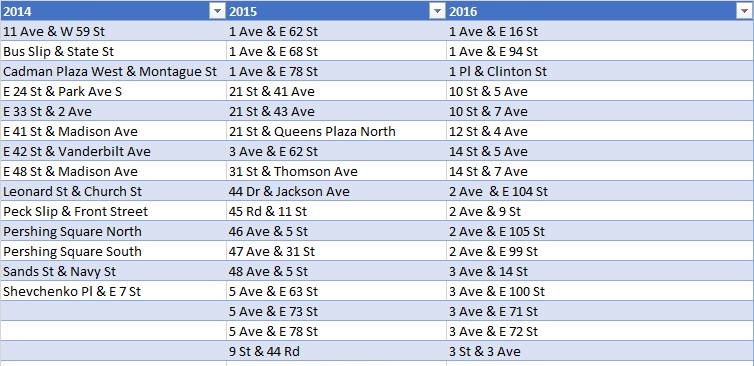 2014 2015 2016
11 Ave & W 59 St 1 Ave & E 62 St 1 Ave & E 16 St
Bus Slip & State St 1 Ave & E 68 St 1 Ave & E 94 St
Cadman Plaza West & Montague St 1 Ave & E 78 St 1 Pl & Clinton St
E 24 St & Park Ave S 21 St & 41 Ave 10 St & 5 Ave
E 33 St & 2 Ave 21 St & 43 Ave 10 St & 7 Ave
E 41 St & Madison Ave 21 St & Queens Plaza North 12 St & 4 Ave
E 42 St & Vanderbilt Ave 3 Ave & E 62 St 14 St & 5 Ave
E 48 St & Madison Ave 31 St & Thomson Ave 14 St & 7 Ave
Leonard St & Church St 44 Dr & Jackson Ave 2 Ave & E 104 St
Peck Slip & Front Street 45 Rd & 11 St 2 Ave & 9 St
Pershing Square North 46 Ave & 5 St 2 Ave & E 105 St
Pershing Square South 47 Ave & 31 St 2 Ave & E 99 St
Sands St & Navy St 48 Ave & 5 St 3 Ave & 14 St
Shevchenko Pl & E 7 St 5 Ave & E 63 St 3 Ave & E 100 St
5 Ave & E 73 St 3 Ave & E 71 St
5 Ave & E 78 St 3 Ave & E 72 St
9 St & 44 Rd 3 St & 3 Ave